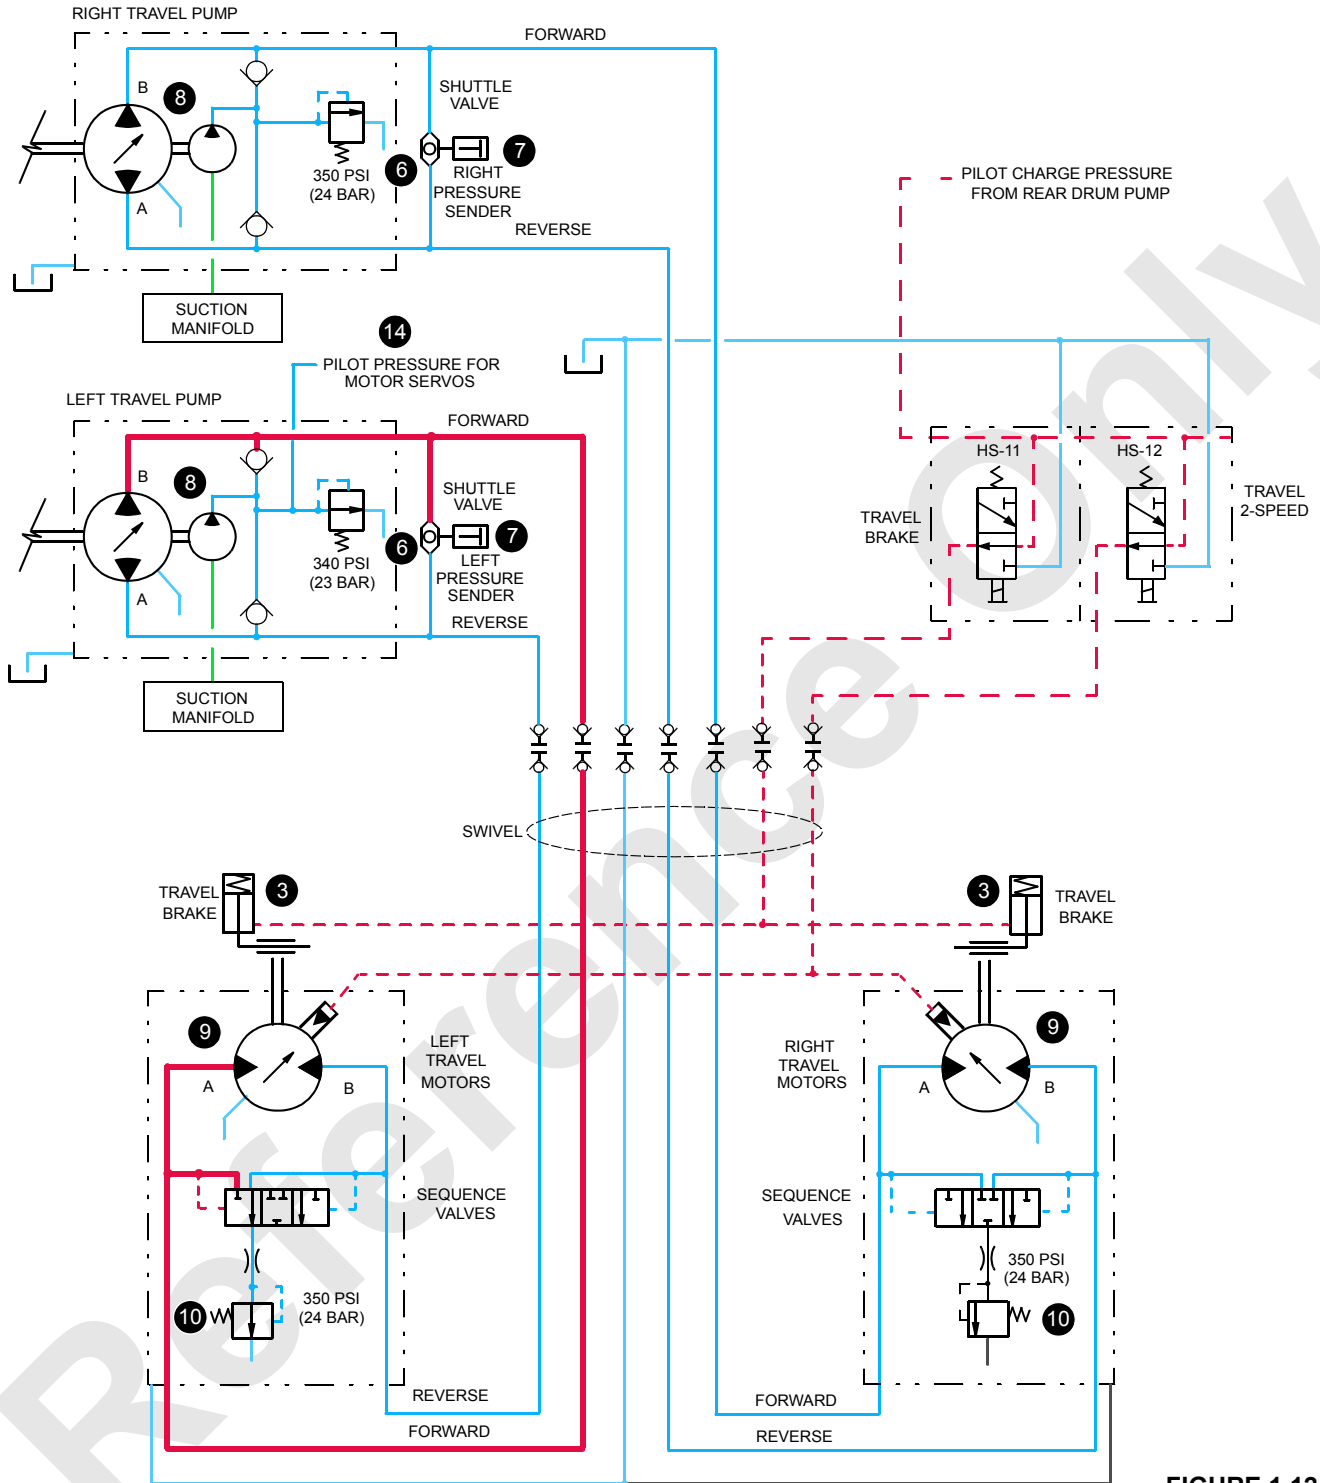 RIGHT TRAVEL PUMP
FORWARD
B
8
SHUTTLE
VALVE
350 PSI
(24 BAR)
6
7
RIGHT
PRESSURE
SENDER
A
REVERSE
SUCTION
MANIFOLD
PILOT CHARGE PRESSURE
FROM REAR DRUM PUMP
14
PILOT PRESSURE FOR
MOTOR SERVOS
LEFT TRAVEL PUMP
FORWARD
B
8
SHUTTLE
VALVE
340 PSI
(23 BAR)
6
7
LEFT
PRESSURE
SENDER
A
REVERSE
SUCTION
MANIFOLD
HS-11
HS-12
TRAVEL
BRAKE
TRAVEL
2-SPEED
SWIVEL
TRAVEL
BRAKE
3
3
TRAVEL
BRAKE
9
LEFT
TRAVEL
MOTORS
A
B
RIGHT
TRAVEL
MOTORS
9
A
B
SEQUENCE
VALVES
SEQUENCE
VALVES
350 PSI
(24 BAR)
10
350 PSI
(24 BAR)
10
REVERSE
FORWARD
FORWARD
REVERSE
Reference Only